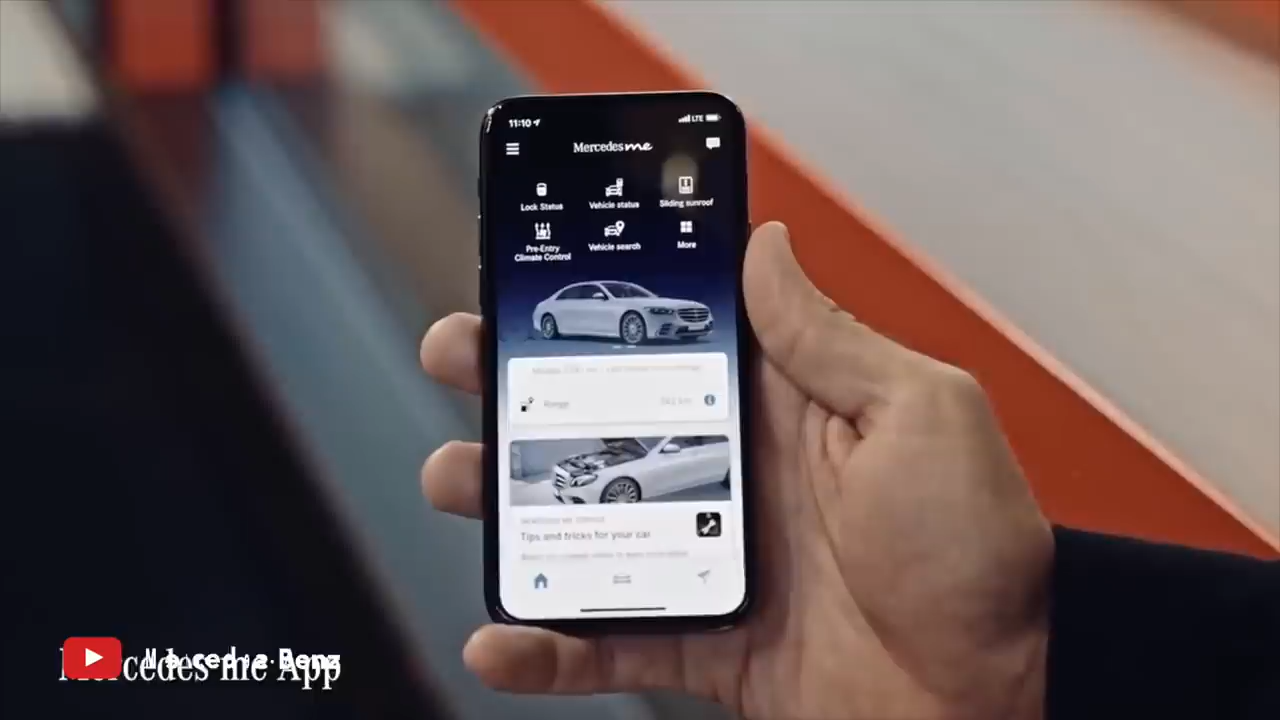 11:10
LTE
Mercedes me
Lock Status
Vehicle status
Sliding sunroof
Pre-Entry
Climate Control
Vehicle search
More
Range
Tips and tricks for your car
Mercedes me App